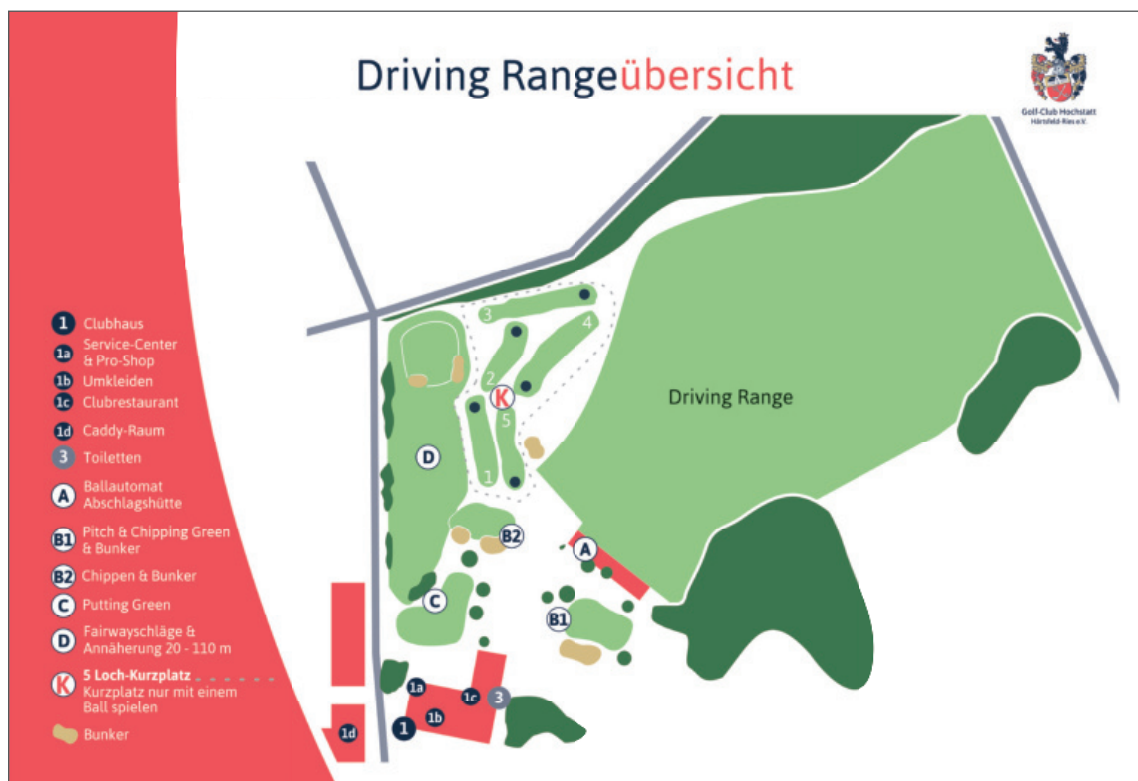 Driving Rangeübersicht
Golf-Club Hochstatt
Härtsfeld-Ries e.V.
1 Clubhaus
1a Service-Center
& Pro-Shop
1b Umkleiden
1c Clubrestaurant
1d Caddy-Raum
3 Toiletten
A Ballautomat
Abschlagshütte
B1 Pitch & Chipping Green
& Bunker
B2 Chippen & Bunker
C Putting Green
D Fairwayschläge &
Annäherung 20 - 110 m
K 5 Loch-Kurzplatz
Kurzplatz nur mit einem
Ball spielen
Bunker
3
4
2
K
5
Driving Range
D
1
B2
A
C
B1
1a
1c
3
1b
1
1d